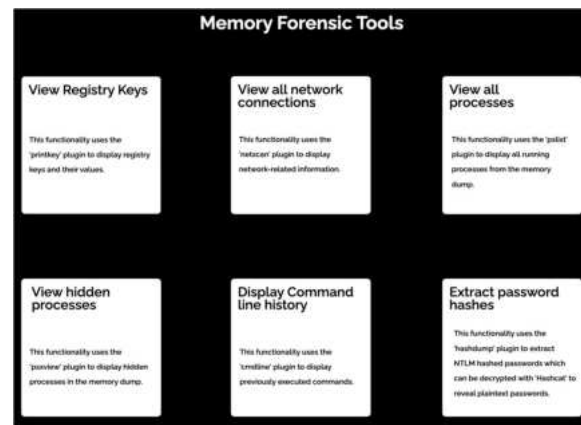 Memory Forensic Tools
View Registry Keys
This functionality uses the
'printkey' plugin to display registry
keys and their values.
View all network
connections
This functionality uses the
'netscan' plugin to display
network-related information.
View all
processes
This functionality uses the 'pslist'
plugin to display all running
processes from the memory
dump.
View hidden
processes
This functionality uses the
'psxview' plugin to display hidden
processes in the memory dump.
Display Command
line history
This functionality uses the
'cmdline' plugin to display
previously executed commands.
Extract password
hashes
This functionality uses the
'hashdump' plugin to extract
NTLM hashed passwords which
can be decrypted with 'Hashcat' to
reveal plaintext passwords.